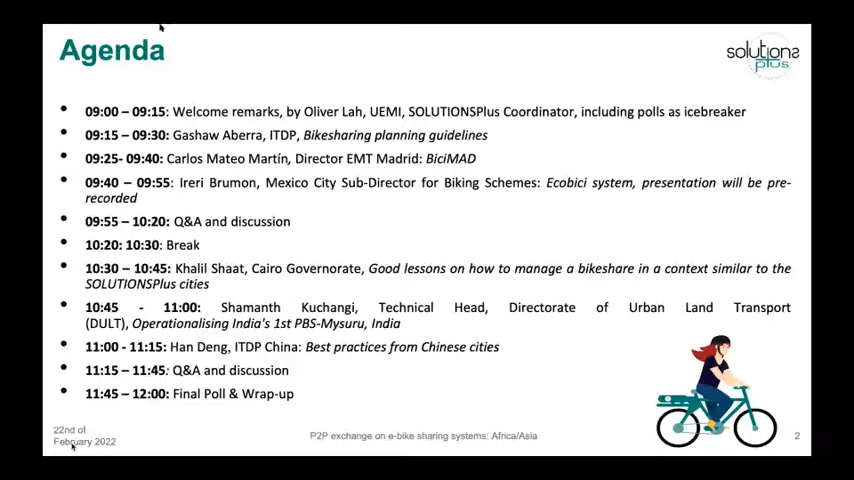 Agenda
solutions
plus
• 09:00 – 09:15: Welcome remarks, by Oliver Lah, UEMI, SOLUTIONSPlus Coordinator, including polls as icebreaker
• 09:15 – 09:30: Gashaw Aberra, ITDP, Bikesharing planning guidelines
• 09:25- 09:40: Carlos Mateo Martín, Director EMT Madrid: BiciMAD
• 09:40 – 09:55: Ireri Brumon, Mexico City Sub-Director for Biking Schemes: Ecobici system, presentation will be pre-
recorded
• 09:55 – 10:20: Q&A and discussion
• 10:20: 10:30: Break
• 10:30 – 10:45: Khalil Shaat, Cairo Governorate, Good lessons on how to manage a bikeshare in a context similar to the
SOLUTIONSPlus cities
• 10:45 - 11:00: Shamanth Kuchangi, Technical Head, Directorate of Urban Land Transport
(DULT), Operationalising India's 1st PBS-Mysuru, India
• 11:00 - 11:15: Han Deng, ITDP China: Best practices from Chinese cities
• 11:15 – 11:45: Q&A and discussion
• 11:45 – 12:00: Final Poll & Wrap-up
22nd of
February 2022
P2P exchange on e-bike sharing systems: Africa/Asia
2